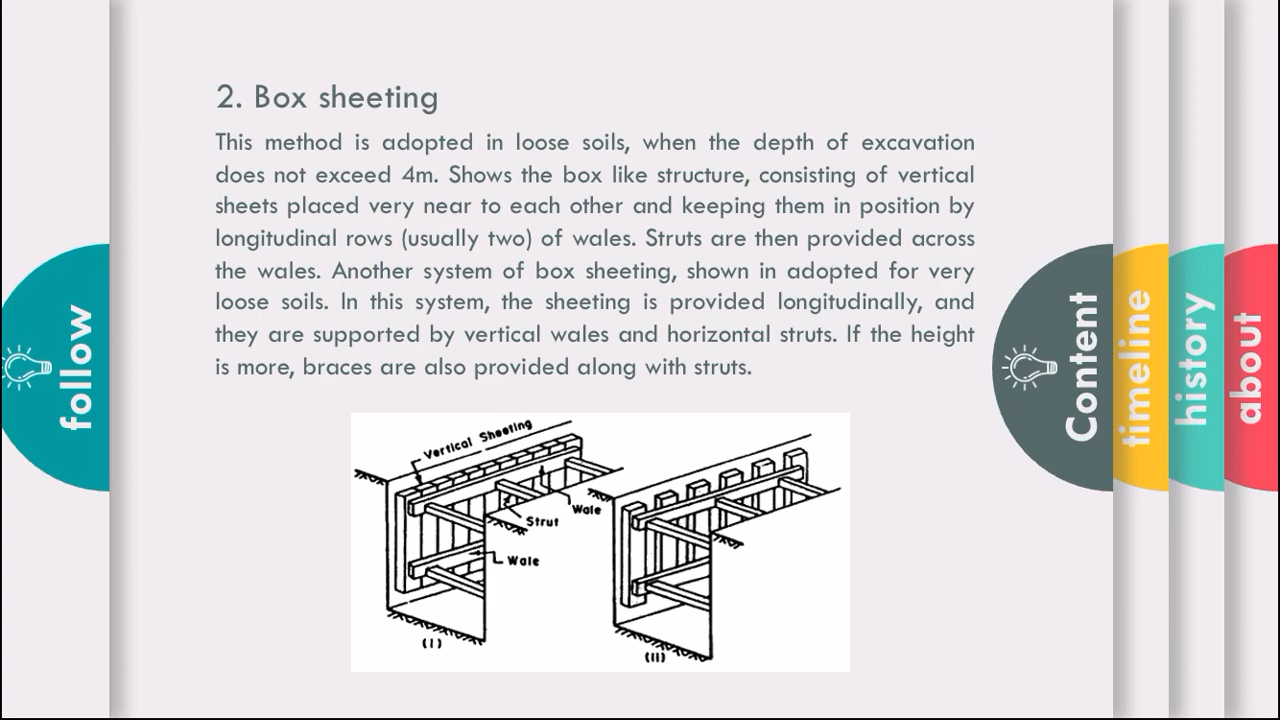 2. Box sheeting
This method is adopted in loose soils, when the depth of excavation
does not exceed 4m. Shows the box like structure, consisting of vertical
sheets placed very near to each other and keeping them in position by
longitudinal rows (usually two) of wales. Struts are then provided across
the wales. Another system of box sheeting, shown in adopted for very
loose soils. In this system, the sheeting is provided longitudinally, and
they are supported by vertical wales and horizontal struts. If the height
is more, braces are also provided along with struts.
follow
Content
timeline
history
about
Vertical Sheeting
Wale
Strut
Wale
(I)
(II)